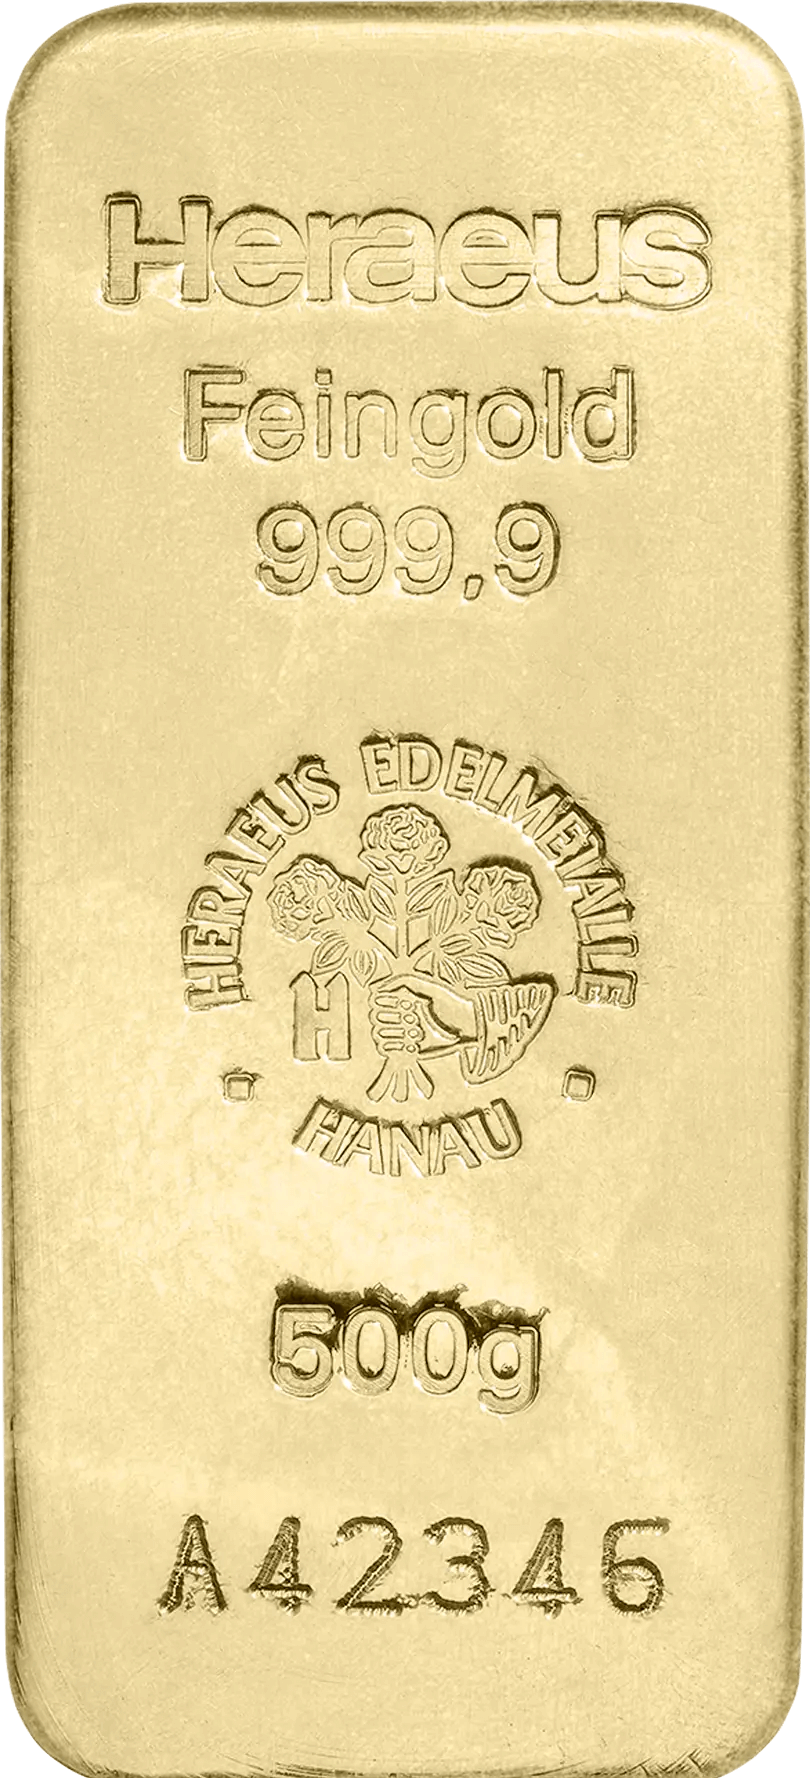 Heraeus
Feingold
999,9
HERAEUS EDELMETALLE
H
HANAU
500g
A42346